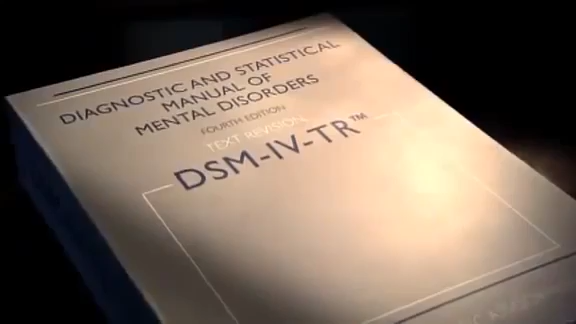 DIAGNOSTIC AND STATISTICAL
MANUAL OF
MENTAL DISORDERS
FOURTH EDITION
TEXT REVISION
DSM-IV-TR™